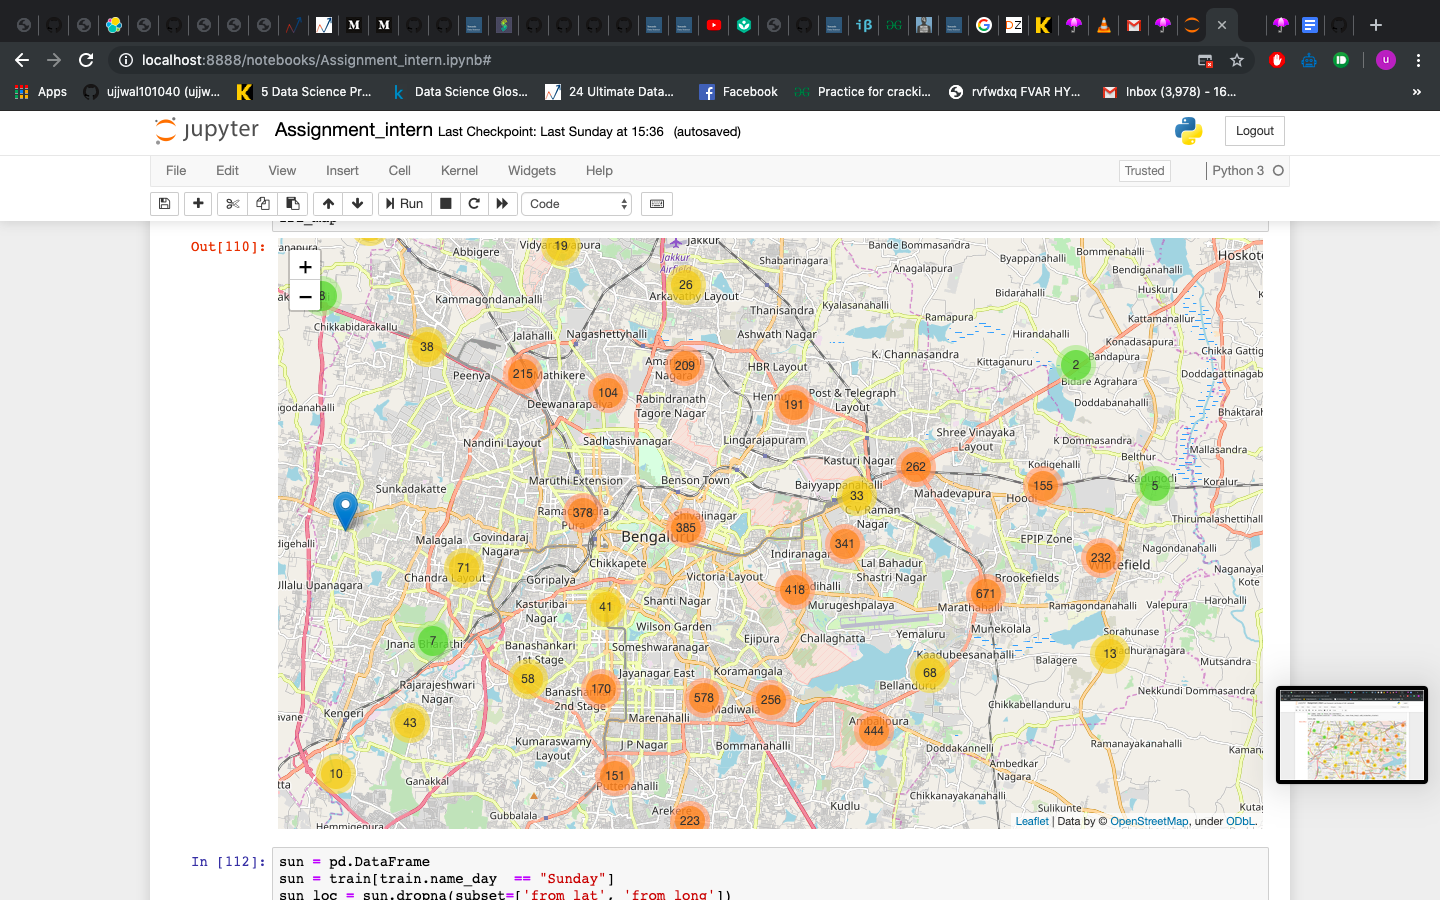 localhost:8888/notebooks/Assignment_intern.ipynb#
Apps
ujjwal101040 (ujjw...
5 Data Science Pr...
Data Science Glos...
24 Ultimate Data...
Facebook
Practice for cracki...
rvfwdxq FVAR HY...
Inbox (3,978) - 16...
»
jupyter Assignment_intern Last Checkpoint: Last Sunday at 15:36 (autosaved)
Logout
File Edit View Insert Cell Kernel Widgets Help
Trusted
Python 3
Run
Code
Out[110]:
19
Abbigere
Jakkur
Bande Bommasandra
Bommenahalli
Hoskote
Byappanahalli
Jakkur
Airfield
Shabarinagara
Anagalapura
Bendiganahalli
+
−
26
Arkavathy Layout
Kammagondanahalli
Thanisandra
Kyalasanahalli
Bidarahalli
Huskuru
8
Chikkabidarakallu
Jalahalli
Nagashettyhalli
Ashwath Nagar
Ramapura
Hirandahalli
Kattamanallur
Konadasapura
38
K. Channasandra
Kittaganuru
Bandapura
Chikka Gattig
Peenya
215
Mathikere
209
Nagara
HBR Layout
2
Bidare Agrahara
Doddagattinagab
104
Deewanarapalya
Rabindranath
Tagore Nagar
191
Post & Telegraph
Layout
Doddabanahalli
godanahalli
Bhaktarah
Nandini Layout
Sadhashivanagar
Lingarajapuram
Shree Vinayaka
Layout
K Dommasandra
Mallasandra
Kasturi Nagar
262
Kodigehalli
Belthur
Sunkadakatte
Maruthi Extension
Benson Town
Baiyyappanahalli
33
Mahadevapura
155
5
Kadugodi
Koralur
378
C V Raman
Nagar
Thirumalashettihall
Bengaluru
385
Shivajinagar
digehalli
Malagala
Govindaraj
Nagara
341
Indiranagar
EPIP Zone
Nagondanahalli
232
Whitefield
71
Chandra Layout
Chikkapete
Lal Bahadur
Shastri Nagar
Nanganayal
Kote
Ullalu Upanagara
Goripalya
Victoria Layout
418
Brookefields
671
Marathahalli
Ramagondanahalli
Valepura
Harohalli
Kasturibai
Nagar
41
Shanti Nagar
Murugeshpalaya
Wilson Garden
Ejipura
Challaghatta
Yemaluru
Munekolala
Sorahunase
7
Jnana Bharathi
Banashankari
1st Stage
Someshwaranagar
13
Kaadubeesanahalli
Balagere
Mutsandra
58
Jayanagar East
Koramangala
68
Bellanduru
Rajarajeshwari
Nagar
170
2nd Stage
578
Madiwala
256
Nekkundi Dommasandra
Kengeri
43
Marenahalli
Ambalipura
444
Chikkabellanduru
Kumaraswamy
Layout
J P Nagar
Bommanahalli
Doddakannelli
Ramanayakanahalli
10
Ganakkal
151
Puttenahalli
Ambedkar
Nagara
Chikkanayakanahalli
Gubbalala
Arekere
223
Kudlu
Sulikunte
Hemmigepura
Leaflet | Data by © OpenStreetMap, under ODbL.
In [112]:
sun = pd.DataFrame
sun = train[train.name_day == "Sunday"]
sun_loc = sun.dropna(subset=['from_lat', 'from_long'])